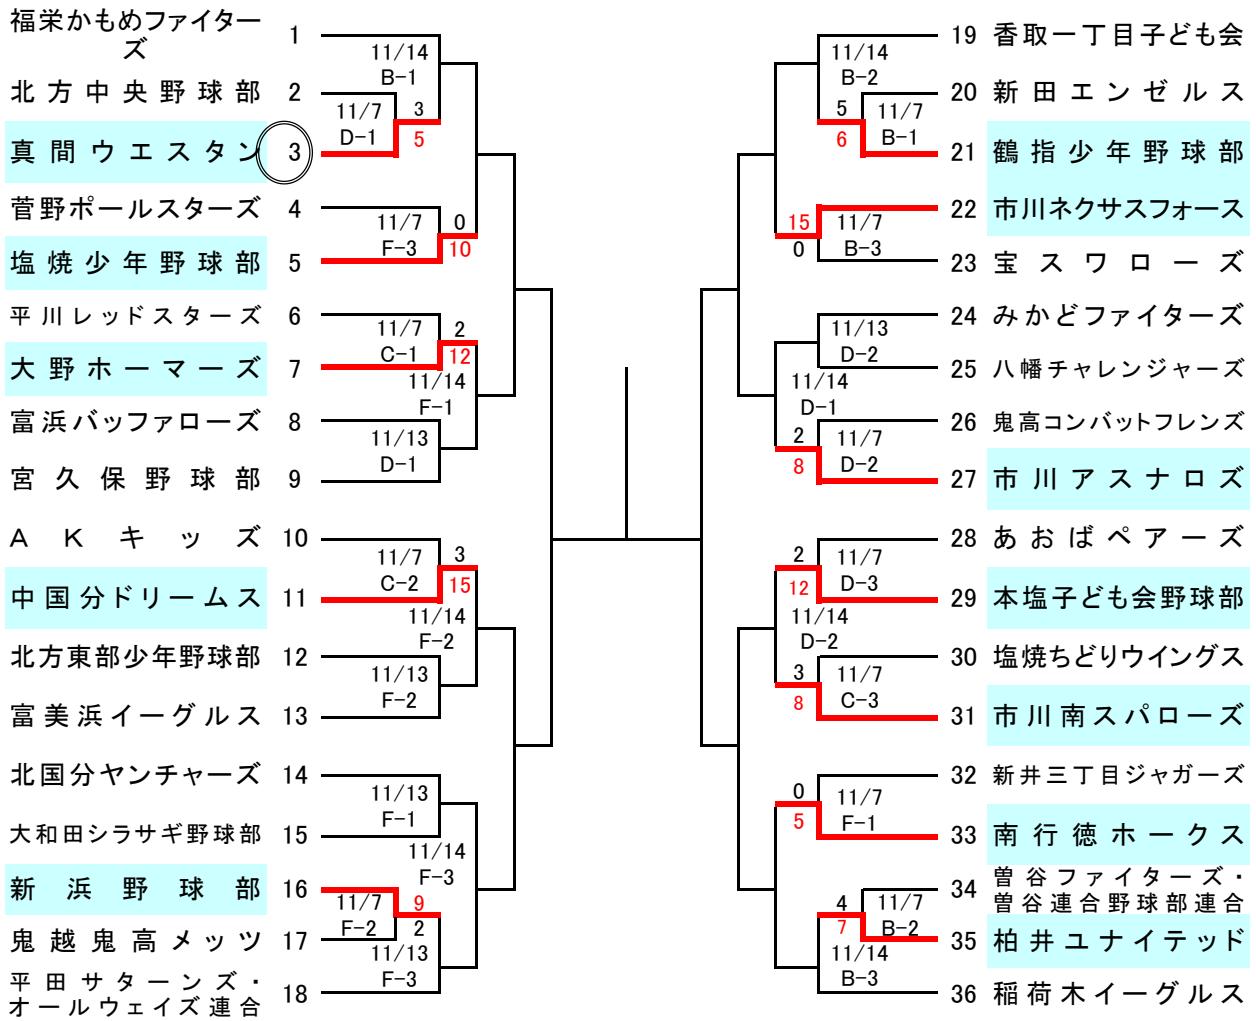 福栄かもめファイター
ズ
1
北方中央野球部 2
真間ウエスタン 3
菅野ポールスターズ 4
塩焼少年野球部 5
平川レッドスターズ 6
大野ホーマーズ 7
富浜バッファローズ 8
宮久保野球部 9
ＡＫキッズ 10
中国分ドリームス 11
北方東部少年野球部 12
富美浜イーグルス 13
北国分ヤンチャーズ 14
大和田シラサギ野球部 15
新浜野球部 16
鬼越鬼高メッツ 17
平田サターンズ・
オールウェイズ連合
18
11/14
B-1
11/7
D-1
3
5
11/7
F-3
0
10
11/7
C-1
2
12
11/14
F-1
11/13
D-1
11/7
C-2
3
15
11/14
F-2
11/13
F-2
11/13
F-1
11/14
F-3
11/7
F-2
9
2
11/13
F-3
11/14
B-2
5
6
11/7
B-1
15
0
11/7
B-3
11/13
D-2
11/14
D-1
2
8
11/7
D-2
2
12
11/7
D-3
11/14
D-2
3
8
11/7
C-3
0
5
11/7
F-1
4
7
11/7
B-2
11/14
B-3
19 香取一丁目子ども会
20 新田エンゼルス
21 鶴指少年野球部
22 市川ネクサスフォース
23 宝スワローズ
24 みかどファイターズ
25 八幡チャレンジャーズ
26 鬼高コンバットフレンズ
27 市川アスナロズ
28 あおばペアーズ
29 本塩子ども会野球部
30 塩焼ちどりウイングス
31 市川南スパローズ
32 新井三丁目ジャガーズ
33 南行徳ホークス
34
曽谷ファイターズ・
曽谷連合野球部連合
35 柏井ユナイテッド
36 稲荷木イーグルス